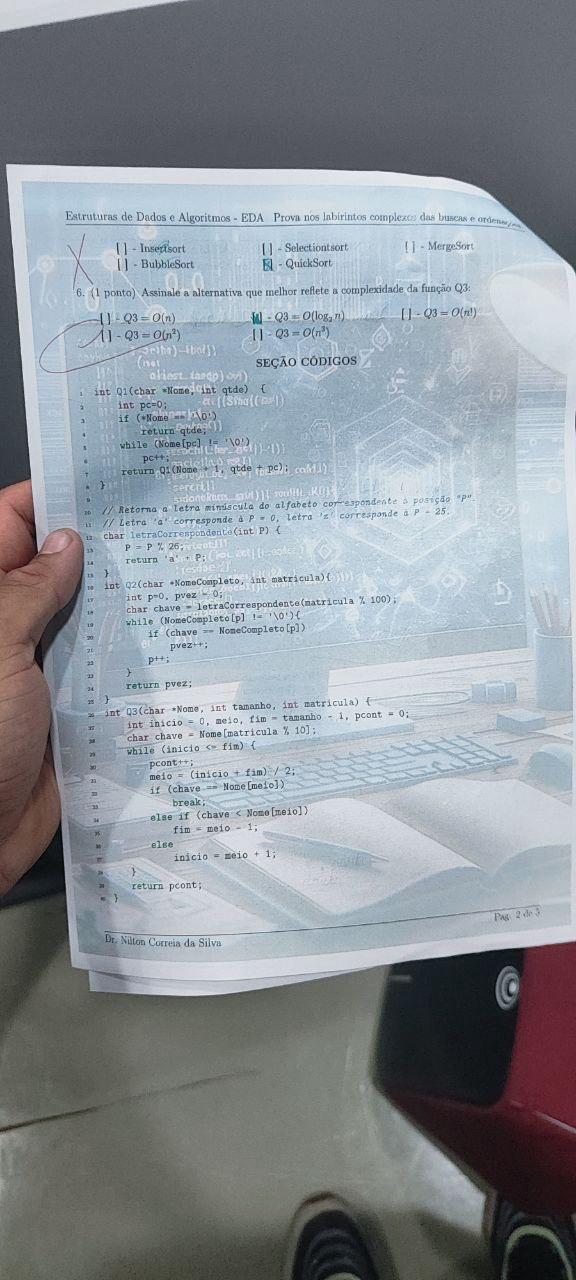 Estruturas de Dados e Algoritmos - EDA Prova nos labirintos complexos das buscas e
[ ] - Insertsort [ ] - Selectiontsort [ ] - MergeSort
[ ] - BubbleSort [ ] - QuickSort
6. (1 ponto) Assinale a alternativa que melhor reflete a complexidade da função Q3:
[ ] - Q3 = O(n) [ ] - Q3 = O(log₂ n) [ ] - Q3 = O(n!)
[ ] - Q3 = O(n²) [ ] - Q3 = O(n³)
SEÇÃO CÓDIGOS
1 int Q1(char *Nome, int qtde) {
2 int pc=0;
3 if (*Nome == '\0')
4 return qtde;
5 while (Nome[pc] != '\0')
6 pc++;
7 return Q1(Nome + 1, qtde + pc);
8 }
9
10 // Retorna a letra minúscula do alfabeto correspondente à posição "P".
11 // Letra 'a' corresponde à P = 0, letra 'z' corresponde à P = 25.
12 char letraCorrespondente(int P) {
13 P = P % 26;
14 return 'a' + P;
15 }
16 int Q2(char *NomeCompleto, int matricula){
17 int p=0, pvez = 0;
18 char chave = letraCorrespondente(matricula % 100);
19 while (NomeCompleto[p] != '\0'){
20 if (chave == NomeCompleto[p])
21 pvez++;
22 p++;
23 }
24 return pvez;
25 }
26 int Q3(char *Nome, int tamanho, int matricula) {
27 int inicio = 0, meio, fim = tamanho - 1, pcont = 0;
28 char chave = Nome[matricula % 10];
29 while (inicio <= fim) {
30 pcont++;
31 meio = (inicio + fim) / 2;
32 if (chave == Nome[meio])
33 break;
34 else if (chave < Nome[meio])
35 fim = meio - 1;
36 else
37 inicio = meio + 1;
38 }
39 return pcont;
40 }
Dr. Nilton Correia da Silva Pag. 2 de 5